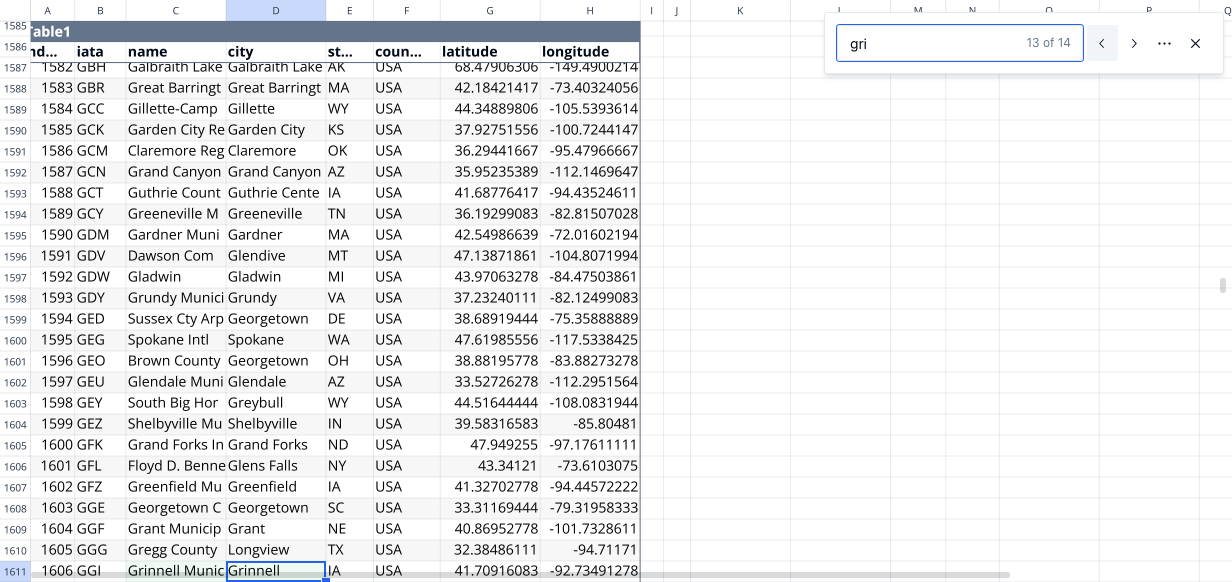 A B C D E F G H I J K L M N O P Q
1585 Table1
1586 nd... iata name city st... coun... latitude longitude
gri 13 of 14
1587 1582 GBH Galbraith Lake Galbraith Lake AK USA 68.47906306 -149.4900214
1588 1583 GBR Great Barringt Great Barringt MA USA 42.18421417 -73.40324056
1589 1584 GCC Gillette-Camp Gillette WY USA 44.34889806 -105.5393614
1590 1585 GCK Garden City Re Garden City KS USA 37.92751556 -100.7244147
1591 1586 GCM Claremore Reg Claremore OK USA 36.29441667 -95.47966667
1592 1587 GCN Grand Canyon Grand Canyon AZ USA 35.95235389 -112.1469647
1593 1588 GCT Guthrie Count Guthrie Cente IA USA 41.68776417 -94.43524611
1594 1589 GCY Greeneville M Greeneville TN USA 36.19299083 -82.81507028
1595 1590 GDM Gardner Muni Gardner MA USA 42.54986639 -72.01602194
1596 1591 GDV Dawson Com Glendive MT USA 47.13871861 -104.8071994
1597 1592 GDW Gladwin Gladwin MI USA 43.97063278 -84.47503861
1598 1593 GDY Grundy Munici Grundy VA USA 37.23240111 -82.12499083
1599 1594 GED Sussex Cty Arp Georgetown DE USA 38.68919444 -75.35888889
1600 1595 GEG Spokane Intl Spokane WA USA 47.61985556 -117.5338425
1601 1596 GEO Brown County Georgetown OH USA 38.88195778 -83.88273278
1602 1597 GEU Glendale Muni Glendale AZ USA 33.52726278 -112.2951564
1603 1598 GEY South Big Hor Greybull WY USA 44.51644444 -108.0831944
1604 1599 GEZ Shelbyville Mu Shelbyville IN USA 39.58316583 -85.80481
1605 1600 GFK Grand Forks In Grand Forks ND USA 47.949255 -97.17611111
1606 1601 GFL Floyd D. Benne Glens Falls NY USA 43.34121 -73.6103075
1607 1602 GFZ Greenfield Mu Greenfield IA USA 41.32702778 -94.44572222
1608 1603 GGE Georgetown C Georgetown SC USA 33.31169444 -79.31958333
1609 1604 GGF Grant Municip Grant NE USA 40.86952778 -101.7328611
1610 1605 GGG Gregg County Longview TX USA 32.38486111 -94.71171
1611 1606 GGI Grinnell Munic Grinnell IA USA 41.70916083 -92.73491278